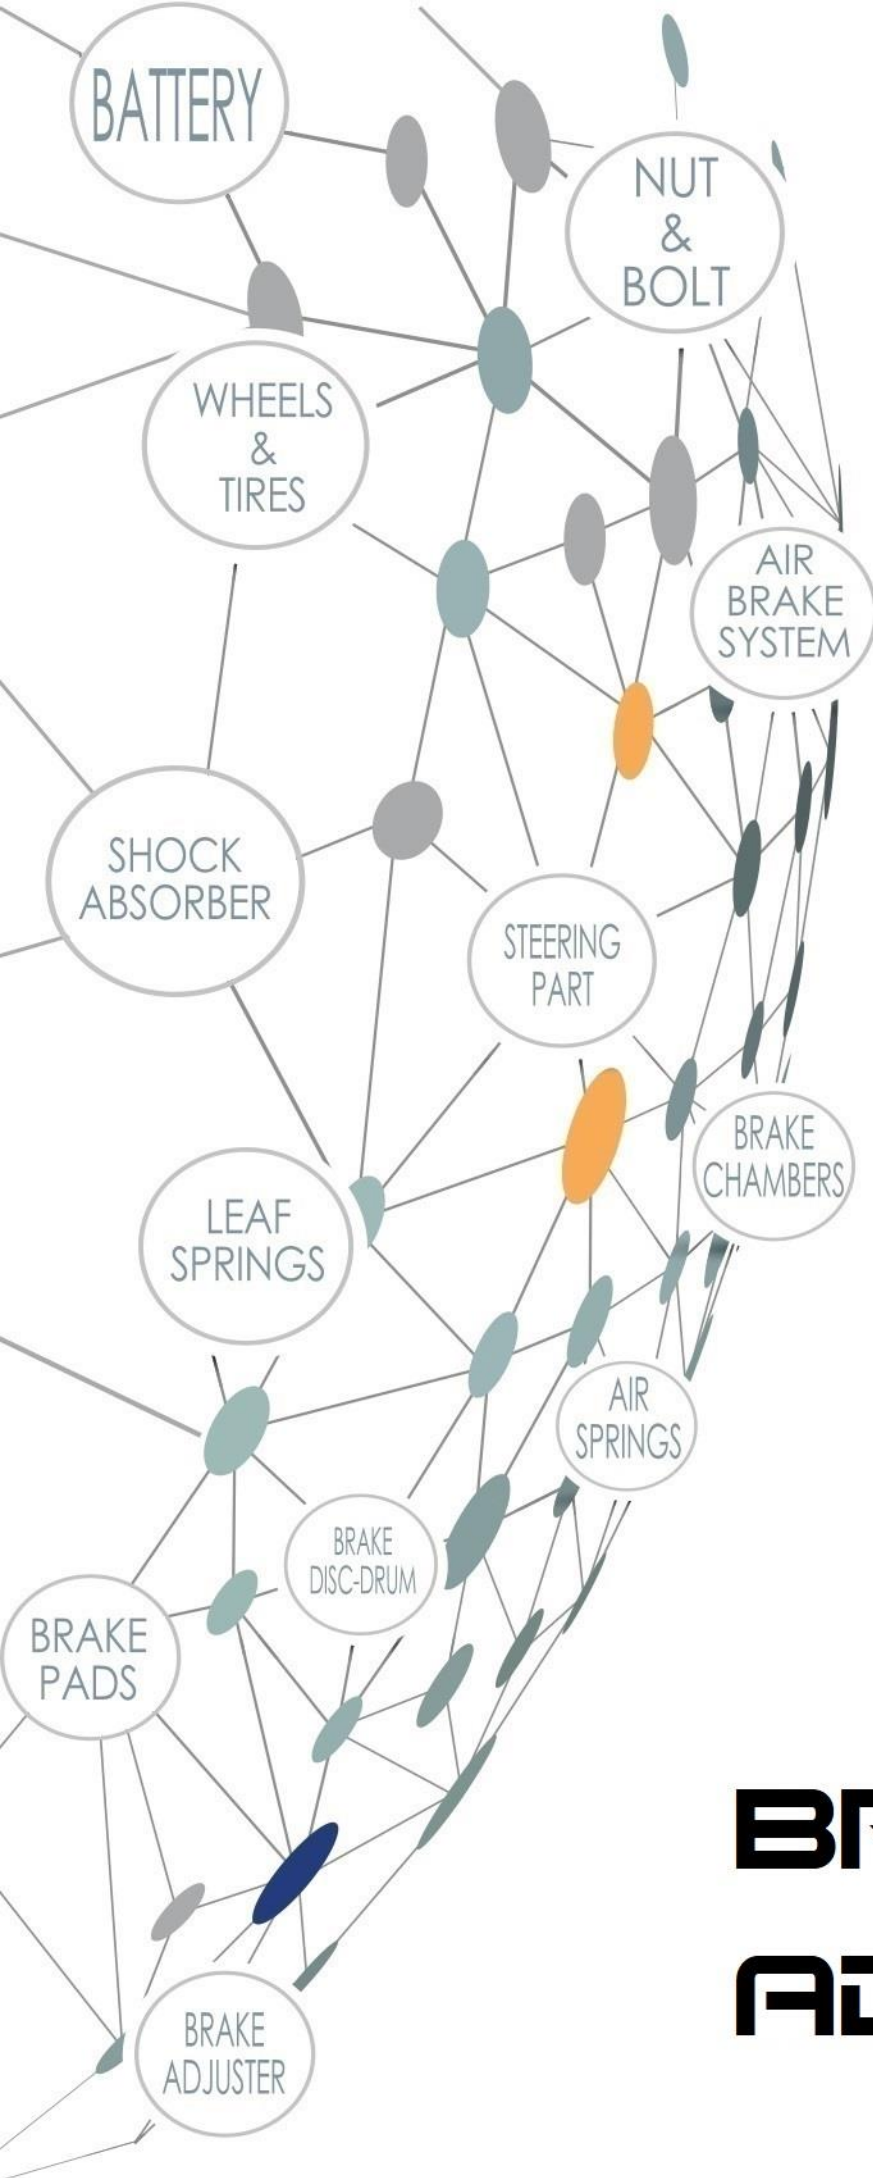 BATTERY
NUT
&
BOLT
WHEELS
&
TIRES
AIR
BRAKE
SYSTEM
SHOCK
ABSORBER
STEERING
PART
BRAKE
CHAMBERS
LEAF
SPRINGS
AIR
SPRINGS
BRAKE
DISC-DRUM
BRAKE
PADS
BRAKE
ADJUSTER